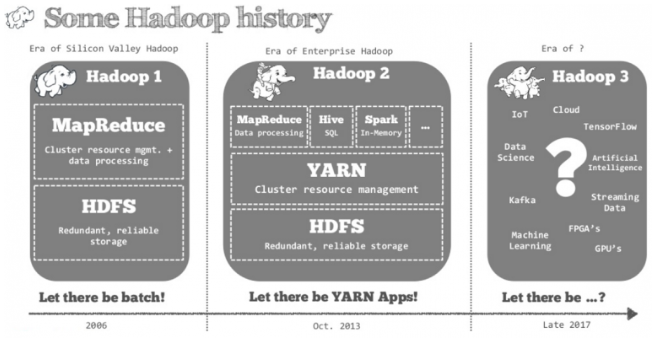 Some Hadoop history
Era of Silicon Valley Hadoop
Hadoop 1
MapReduce
Cluster resource mgmt. +
data processing
HDFS
Redundant, reliable
storage
Let there be batch!
2006
Era of Enterprise Hadoop
Hadoop 2
MapReduce
Data processing
Hive
SQL
Spark
In-Memory
...
YARN
Cluster resource management
HDFS
Redundant, reliable storage
Let there be YARN Apps!
Oct. 2013
Era of ?
Hadoop 3
IoT
Cloud
TensorFlow
Data
Science
?
Artificial
Intelligence
Kafka
Streaming
Data
Machine
Learning
FPGA's
GPU's
Let there be ...?
Late 2017